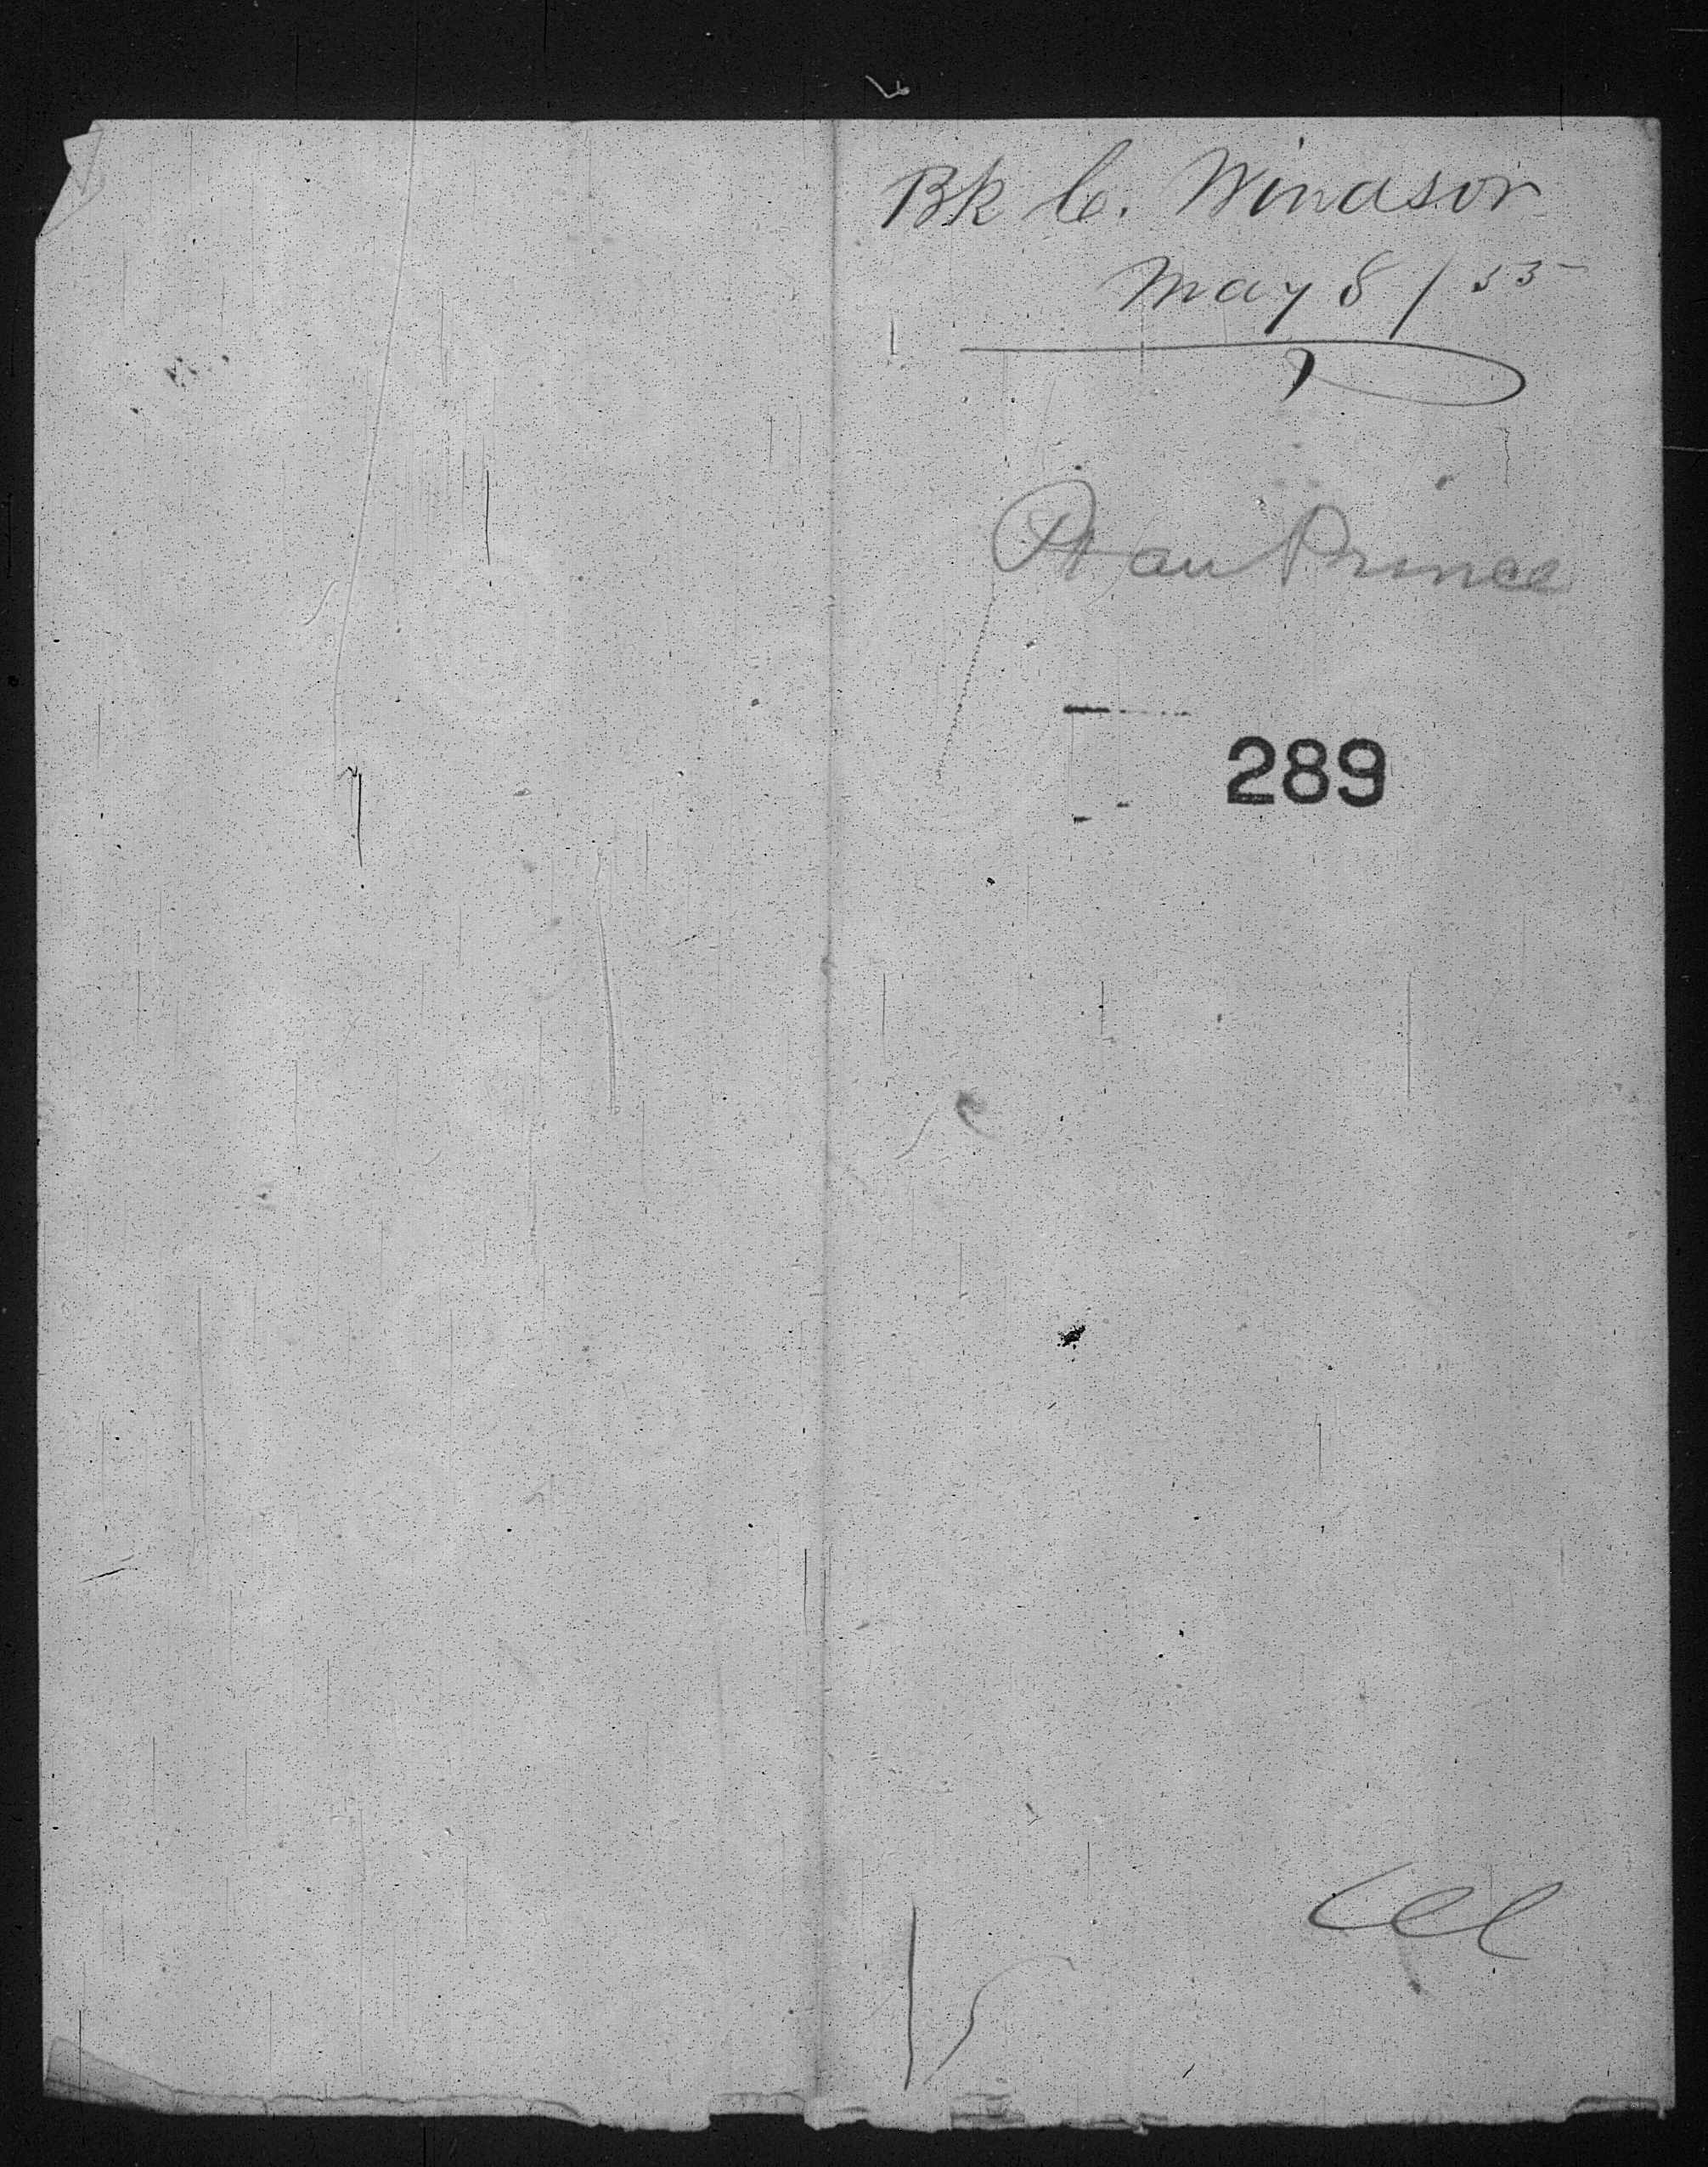 Bk C. Windsor
May 8/55
Pt au Prince
289